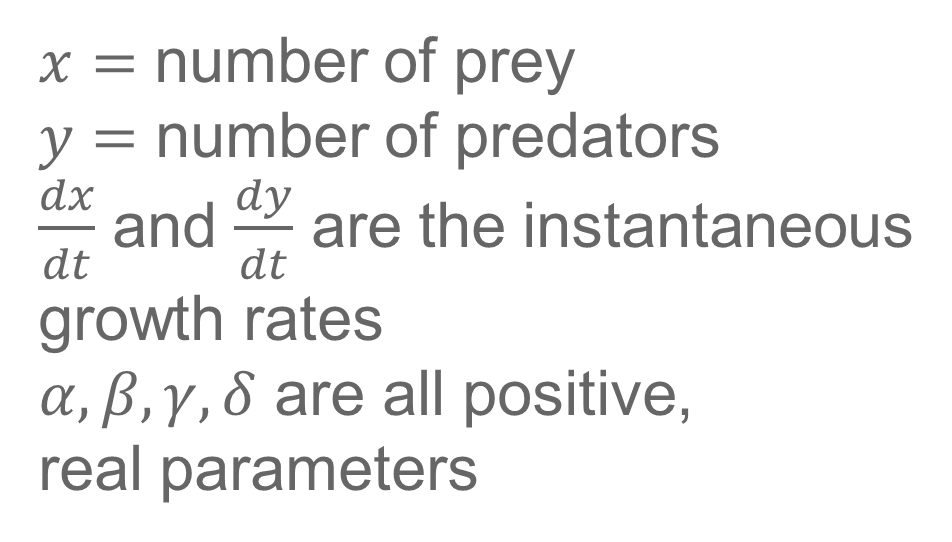 𝑥 = number of prey
𝑦 = number of predators
𝑑𝑥/𝑑𝑡 and 𝑑𝑦/𝑑𝑡 are the instantaneous
growth rates
𝛼, 𝛽, 𝛾, 𝛿 are all positive,
real parameters